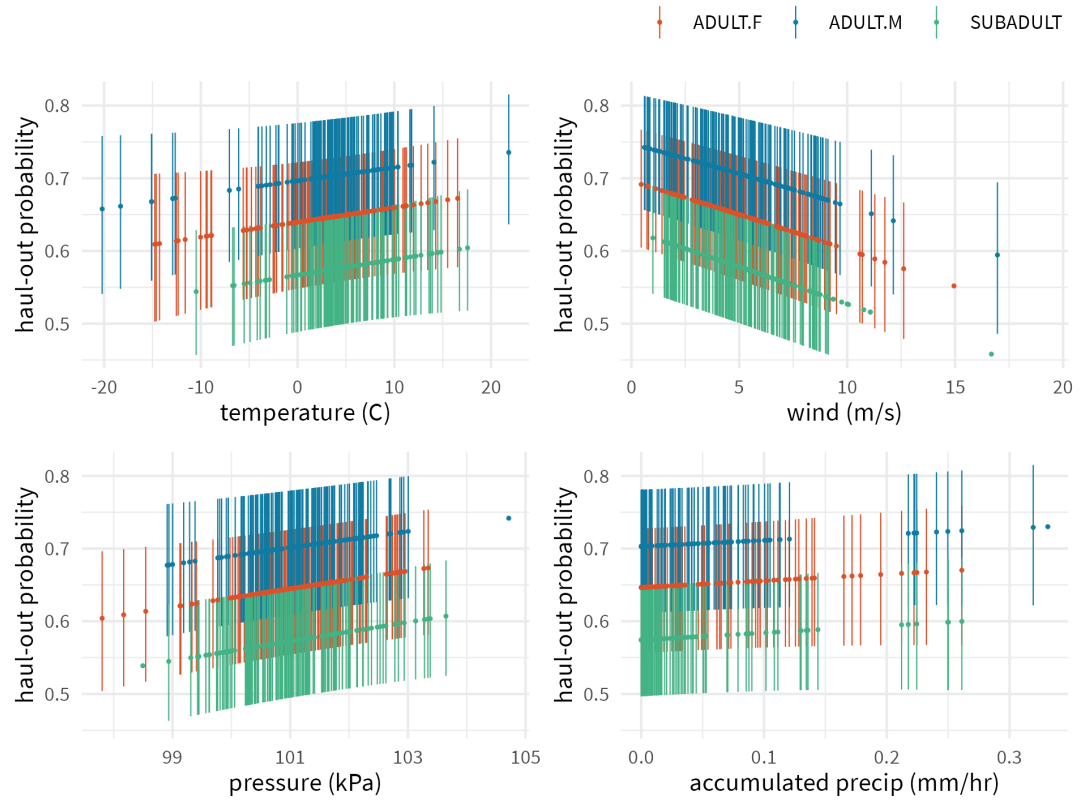 ADULT.F ADULT.M SUBADULT
haul-out probability
0.8
0.7
0.6
0.5
-20 -10 0 10 20
temperature (C)
haul-out probability
0.8
0.7
0.6
0.5
0 5 10 15 20
wind (m/s)
haul-out probability
0.8
0.7
0.6
0.5
99 101 103 105
pressure (kPa)
haul-out probability
0.8
0.7
0.6
0.5
0.0 0.1 0.2 0.3
accumulated precip (mm/hr)